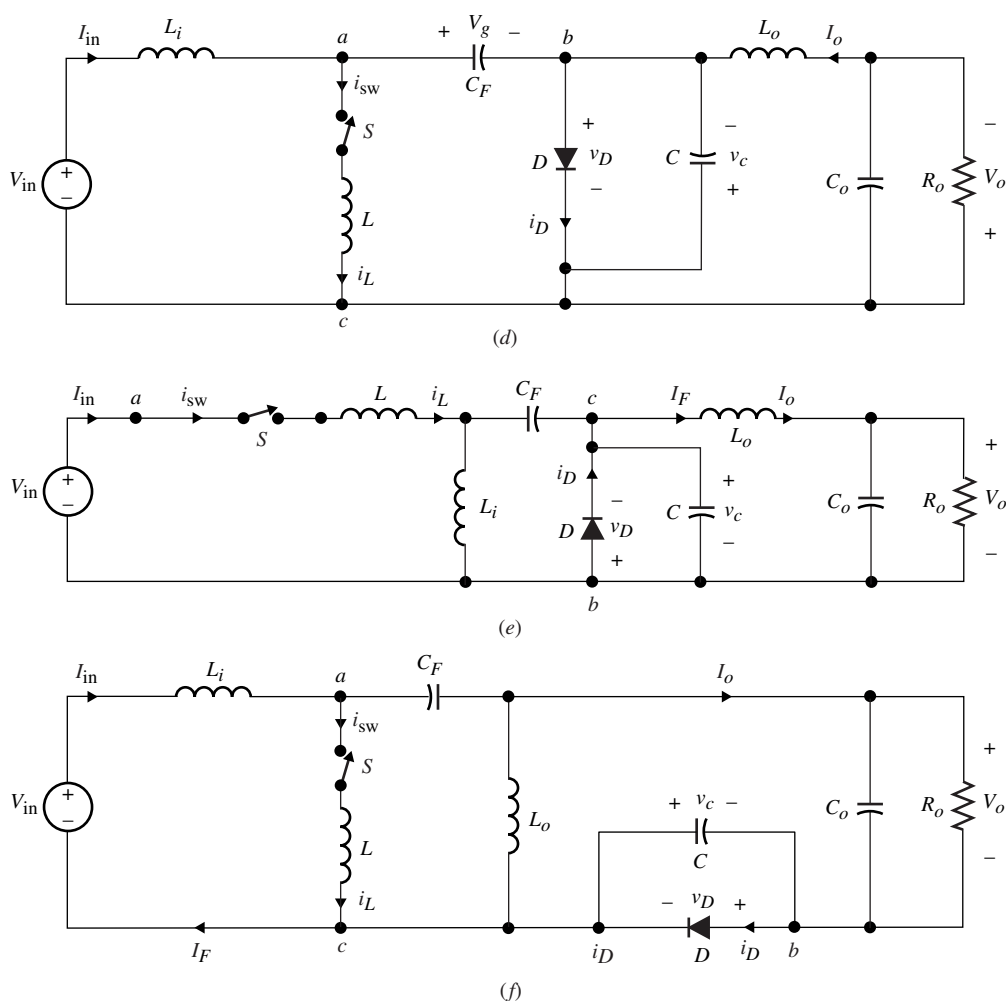 I_in L_i a + V_g − b L_o I_o
C_F
i_sw
S + − −
V_in + − D v_D C v_c C_o R_o V_o
L − +
i_D +
i_L
c
(d)
I_in a i_sw L i_L C_F c I_F I_o
S L_o
+ +
i_D −
V_in + − L_i D v_D C v_c C_o R_o V_o
+ − −
b
(e)
I_in L_i a C_F I_o
i_sw
S +
V_in + − + v_c − C_o R_o V_o
L L_o C
i_L − v_D + −
I_F c i_D D i_D b
(f)